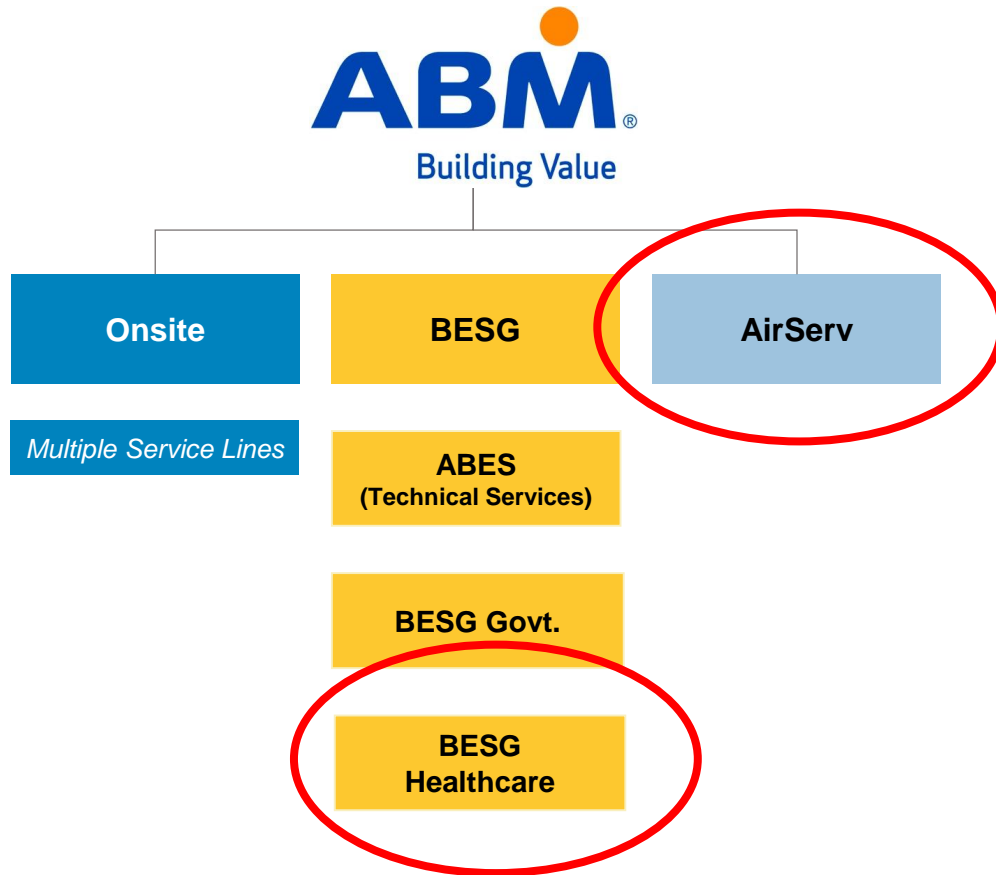 ABM®
Building Value
Onsite
BESG
AirServ
Multiple Service Lines
ABES
(Technical Services)
BESG Govt.
BESG
Healthcare